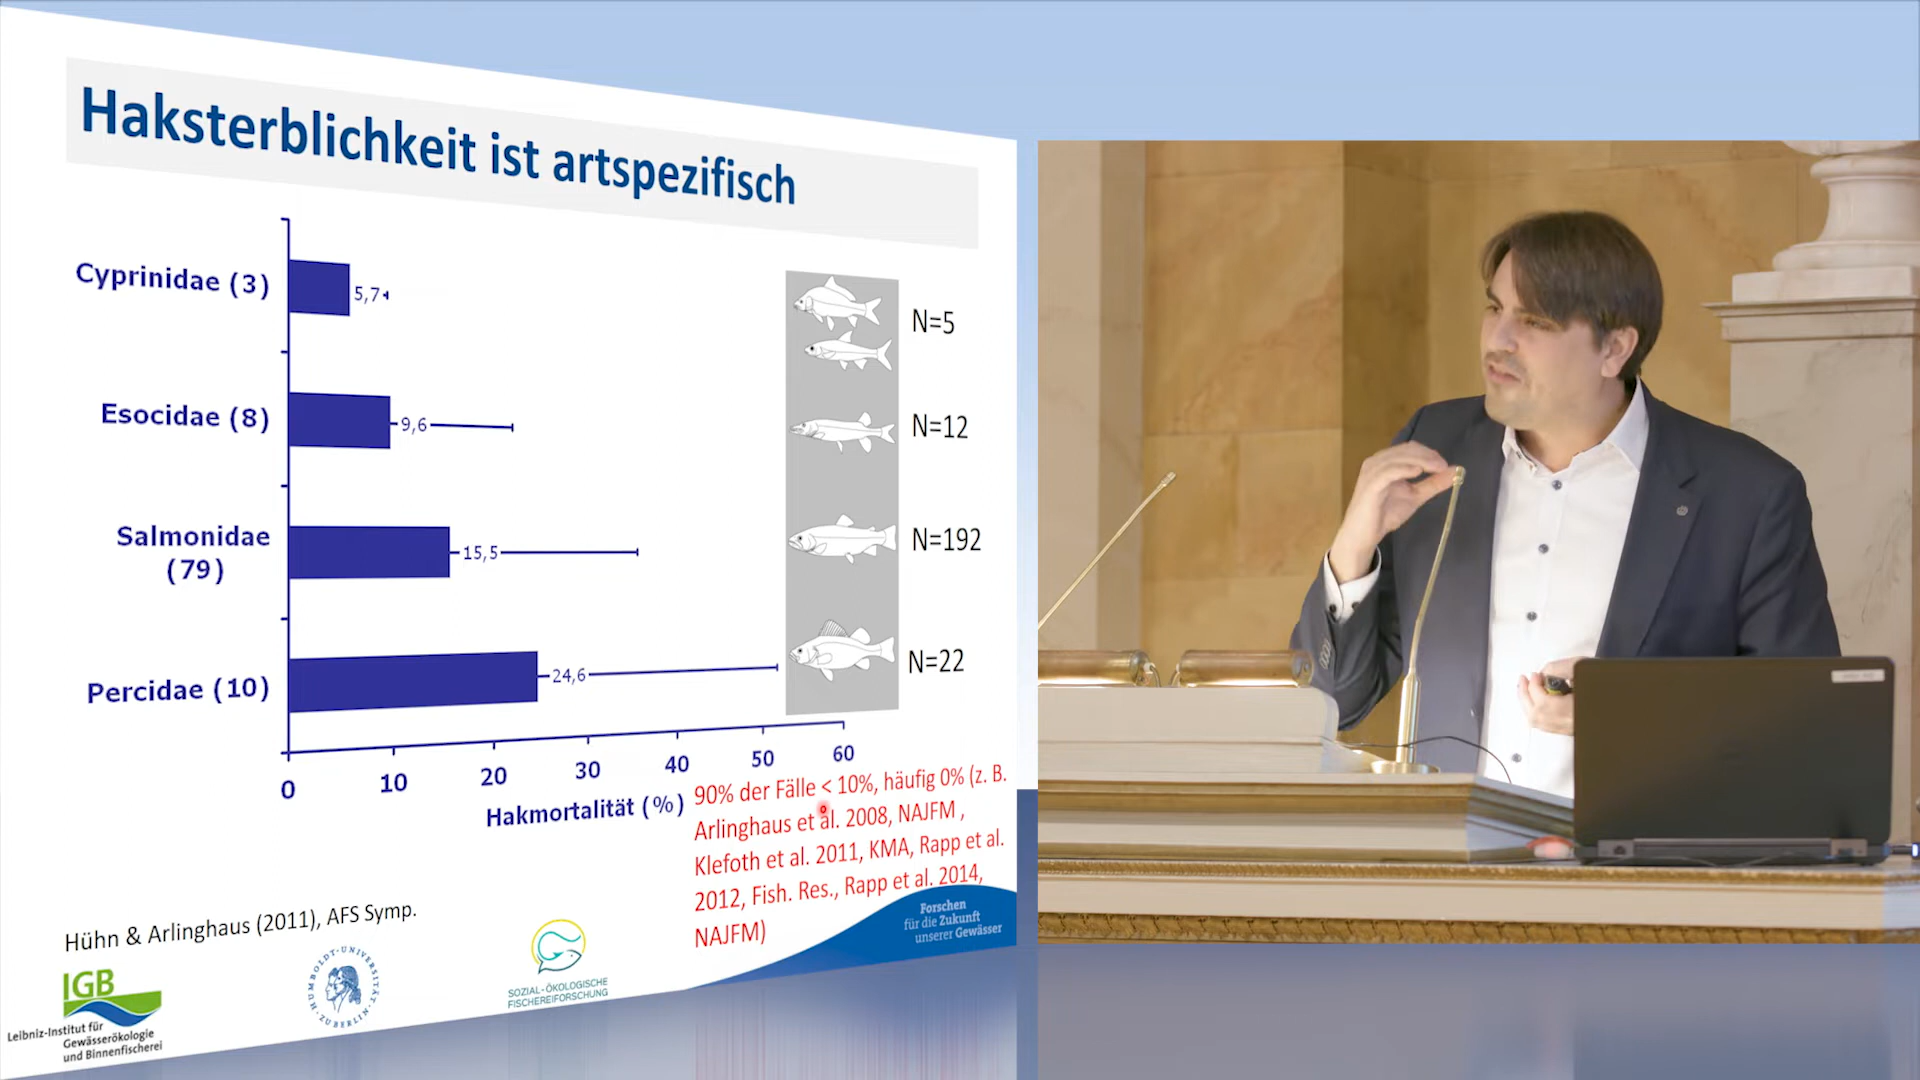 Haksterblichkeit ist artspezifisch
Cyprinidae (3)
5,7
N=5
Esocidae (8)
9,6
N=12
Salmonidae
(79)
15,5
N=192
Percidae (10)
24,6
N=22
0 10 20 30 40 50 60
Hakmortalität (%)
90% der Fälle < 10%, häufig 0% (z. B.
Arlinghaus et al. 2008, NAJFM ,
Klefoth et al. 2011, KMA, Rapp et al.
2012, Fish. Res., Rapp et al. 2014,
NAJFM)
Hühn & Arlinghaus (2011), AFS Symp.
IGB
Leibniz-Institut für
Gewässerökologie
und Binnenfischerei
HUMBOLDT-UNIVERSITÄT
ZU BERLIN
SOZIAL-ÖKOLOGISCHE
FISCHEREIFORSCHUNG
Forschen
für die Zukunft
unserer Gewässer